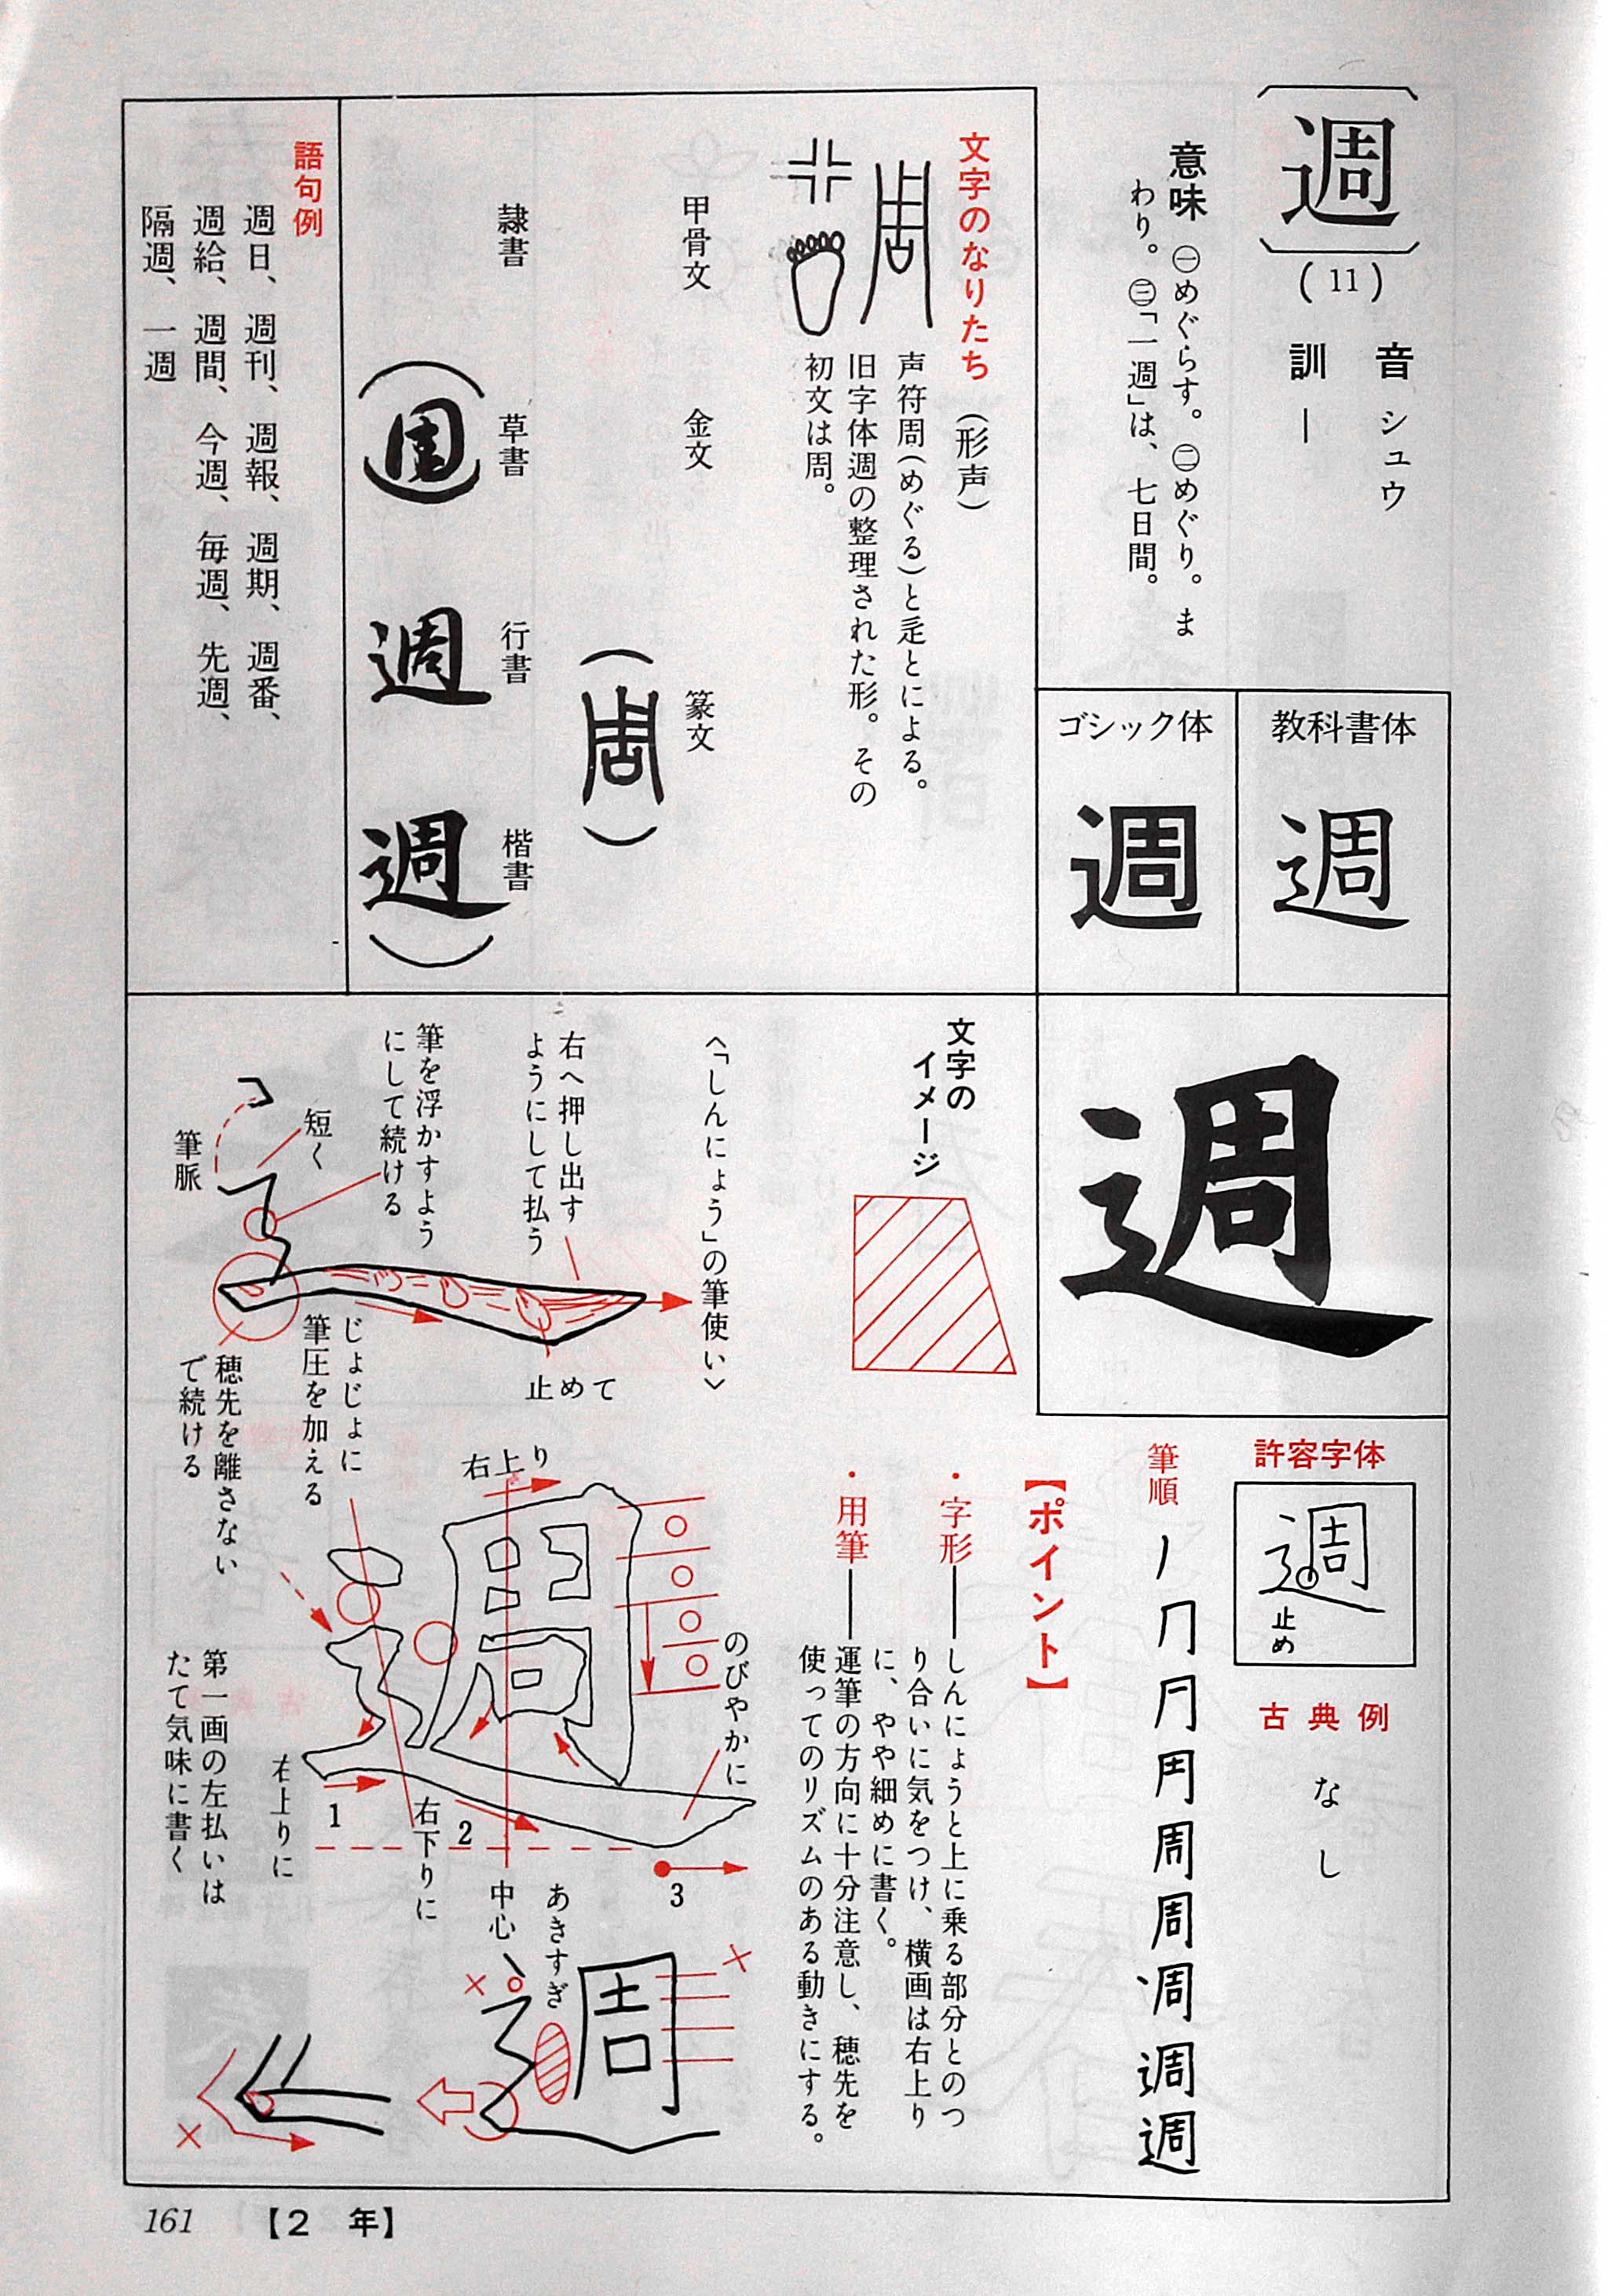 週
(11)
音 シュウ
訓 ―
意味 ㊀めぐらす。㊁めぐり。ま
わり。㊂「一週」は、七日間。
教科書体
週
ゴシック体
週
週
文字のなりたち (形声)
周
声符周(めぐる)と辵とによる。
旧字体週の整理された形。その
初文は周。
甲骨文
金文
篆文
(周)
隷書
草書
行書
楷書
(週
週
週)
語句例
週日、週刊、週報、週期、週番、
週給、週間、今週、毎週、先週、
隔週、一週
許容字体
週
止め
古典例
なし
筆順
周
周
週
週
【ポイント】
・字形――しんにょうと上に乗る部分とのつ
り合いに気をつけ、横画は右上り
に、やや細めに書く。
・用筆――運筆の方向に十分注意し、穂先を
使ってのリズムのある動きにする。
文字の
イメージ
〈「しんにょう」の筆使い〉
右へ押し出す
ようにして払う
筆を浮かすよう
にして続ける
短く
筆脈
止めて
じょじょに
筆圧を加える
穂先を離さない
で続ける
右上り
のびやかに
第一画の左払いは
たて気味に書く
右上りに
1
右下りに
2
中心
3
あきすぎ
161 【2 年】